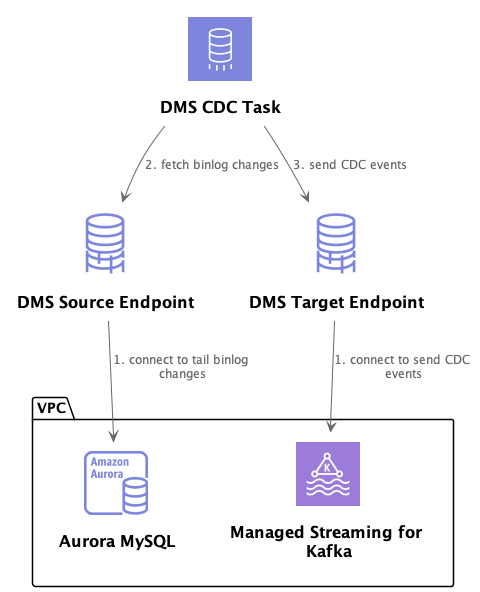 DMS CDC Task
2. fetch binlog changes
3. send CDC events
DMS Source Endpoint
DMS Target Endpoint
1. connect to tail binlog
changes
1. connect to send CDC
events
VPC
Amazon
Aurora
K
Aurora MySQL
Managed Streaming for
Kafka